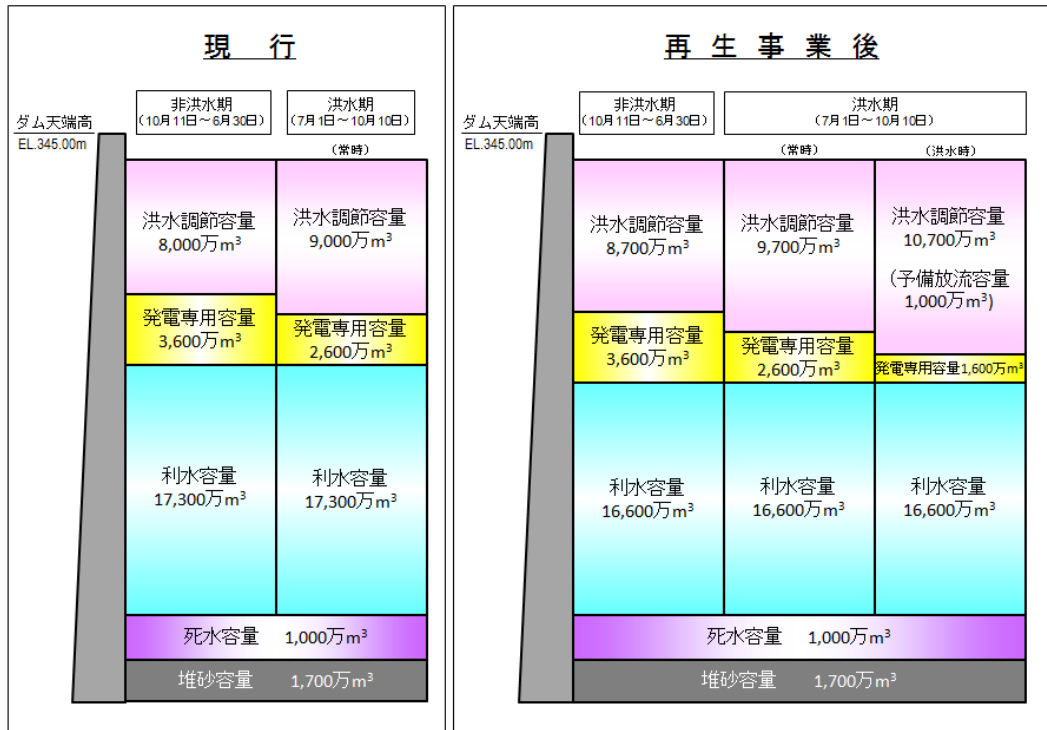 現 行
非洪水期
(10月11日～6月30日)
洪水期
(7月1日～10月10日)
ダム天端高
EL.345.00m
(常時)
洪水調節容量
8,000万m³
洪水調節容量
9,000万m³
発電専用容量
3,600万m³
発電専用容量
2,600万m³
利水容量
17,300万m³
利水容量
17,300万m³
死水容量 1,000万m³
堆砂容量 1,700万m³
再 生 事 業 後
非洪水期
(10月11日～6月30日)
洪水期
(7月1日～10月10日)
ダム天端高
EL.345.00m
(常時)
(洪水時)
洪水調節容量
8,700万m³
洪水調節容量
9,700万m³
洪水調節容量
10,700万m³
(予備放流容量
1,000万m³)
発電専用容量
3,600万m³
発電専用容量
2,600万m³
発電専用容量1,600万m³
利水容量
16,600万m³
利水容量
16,600万m³
利水容量
16,600万m³
死水容量 1,000万m³
堆砂容量 1,700万m³